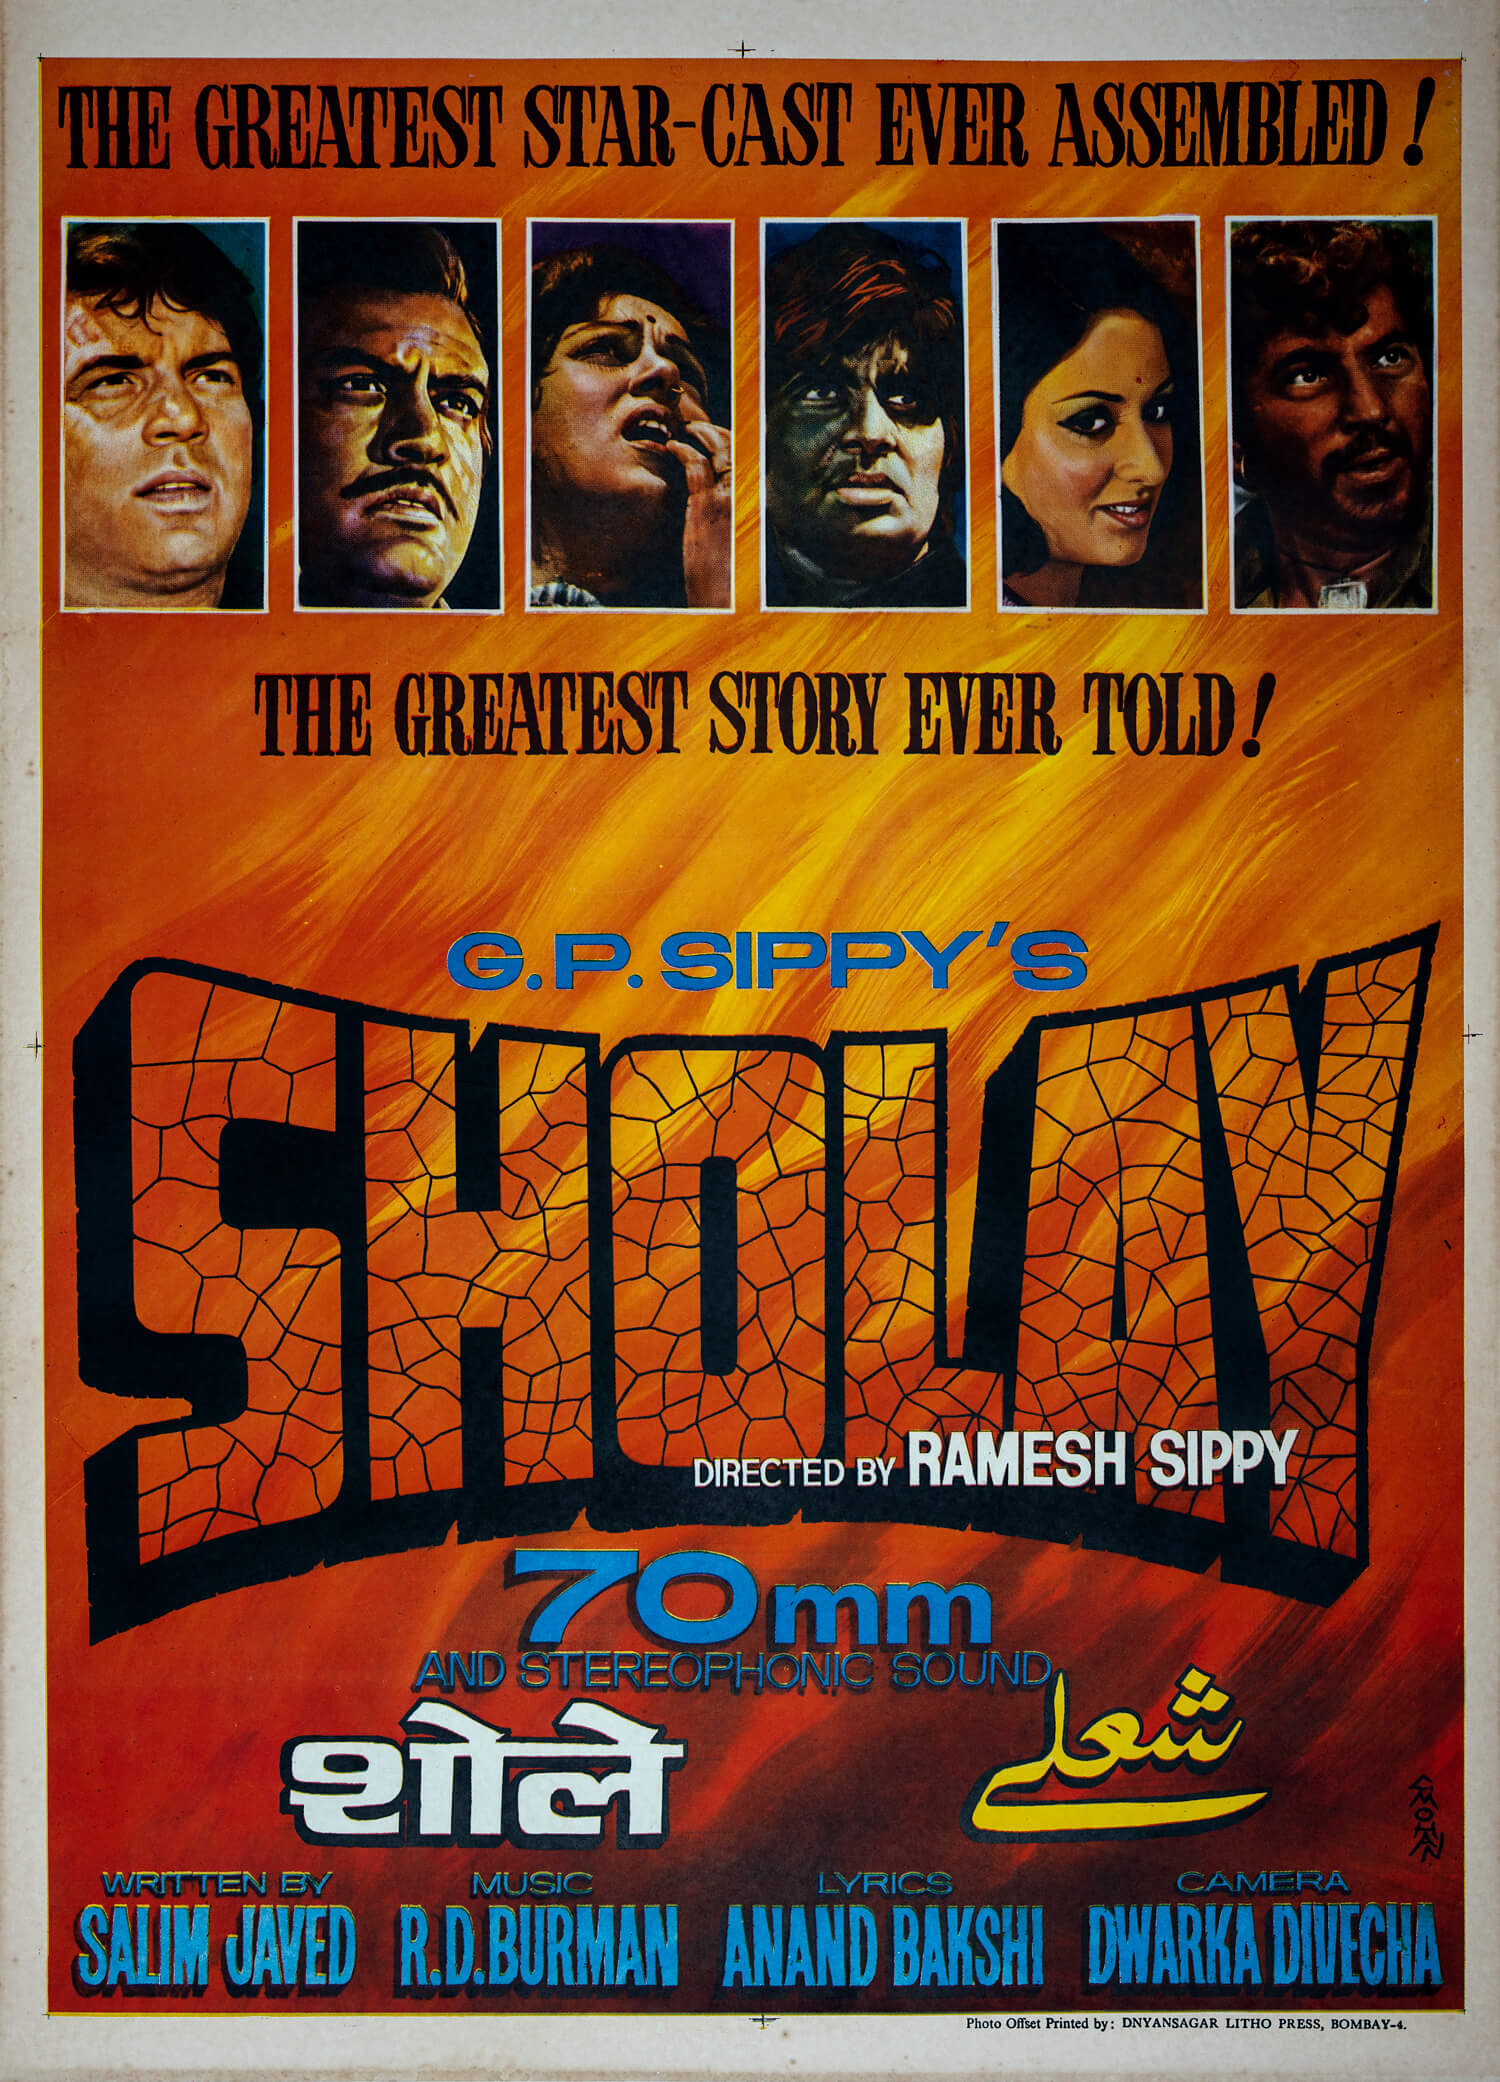 THE GREATEST STAR-CAST EVER ASSEMBLED!
THE GREATEST STORY EVER TOLD!
G.P. SIPPY'S
SHOLAY
DIRECTED BY RAMESH SIPPY
70mm
AND STEREOPHONIC SOUND
शोले
شعلے
C.MOHAN
WRITTEN BY
SALIM JAVED
MUSIC
R.D.BURMAN
LYRICS
ANAND BAKSHI
CAMERA
DWARKA DIVECHA
Photo Offset Printed by: DNYANSAGAR LITHO PRESS, BOMBAY-4.